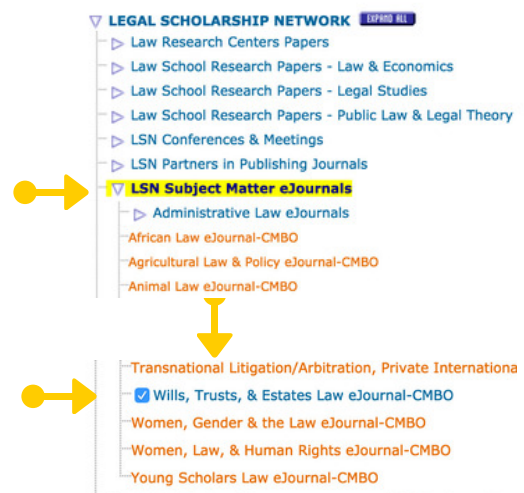 LEGAL SCHOLARSHIP NETWORK EXPAND ALL
Law Research Centers Papers
Law School Research Papers - Law & Economics
Law School Research Papers - Legal Studies
Law School Research Papers - Public Law & Legal Theory
LSN Conferences & Meetings
LSN Partners in Publishing Journals
LSN Subject Matter eJournals
Administrative Law eJournals
African Law eJournal-CMBO
Agricultural Law & Policy eJournal-CMBO
Animal Law eJournal-CMBO
Transnational Litigation/Arbitration, Private Internationa
Wills, Trusts, & Estates Law eJournal-CMBO
Women, Gender & the Law eJournal-CMBO
Women, Law, & Human Rights eJournal-CMBO
Young Scholars Law eJournal-CMBO